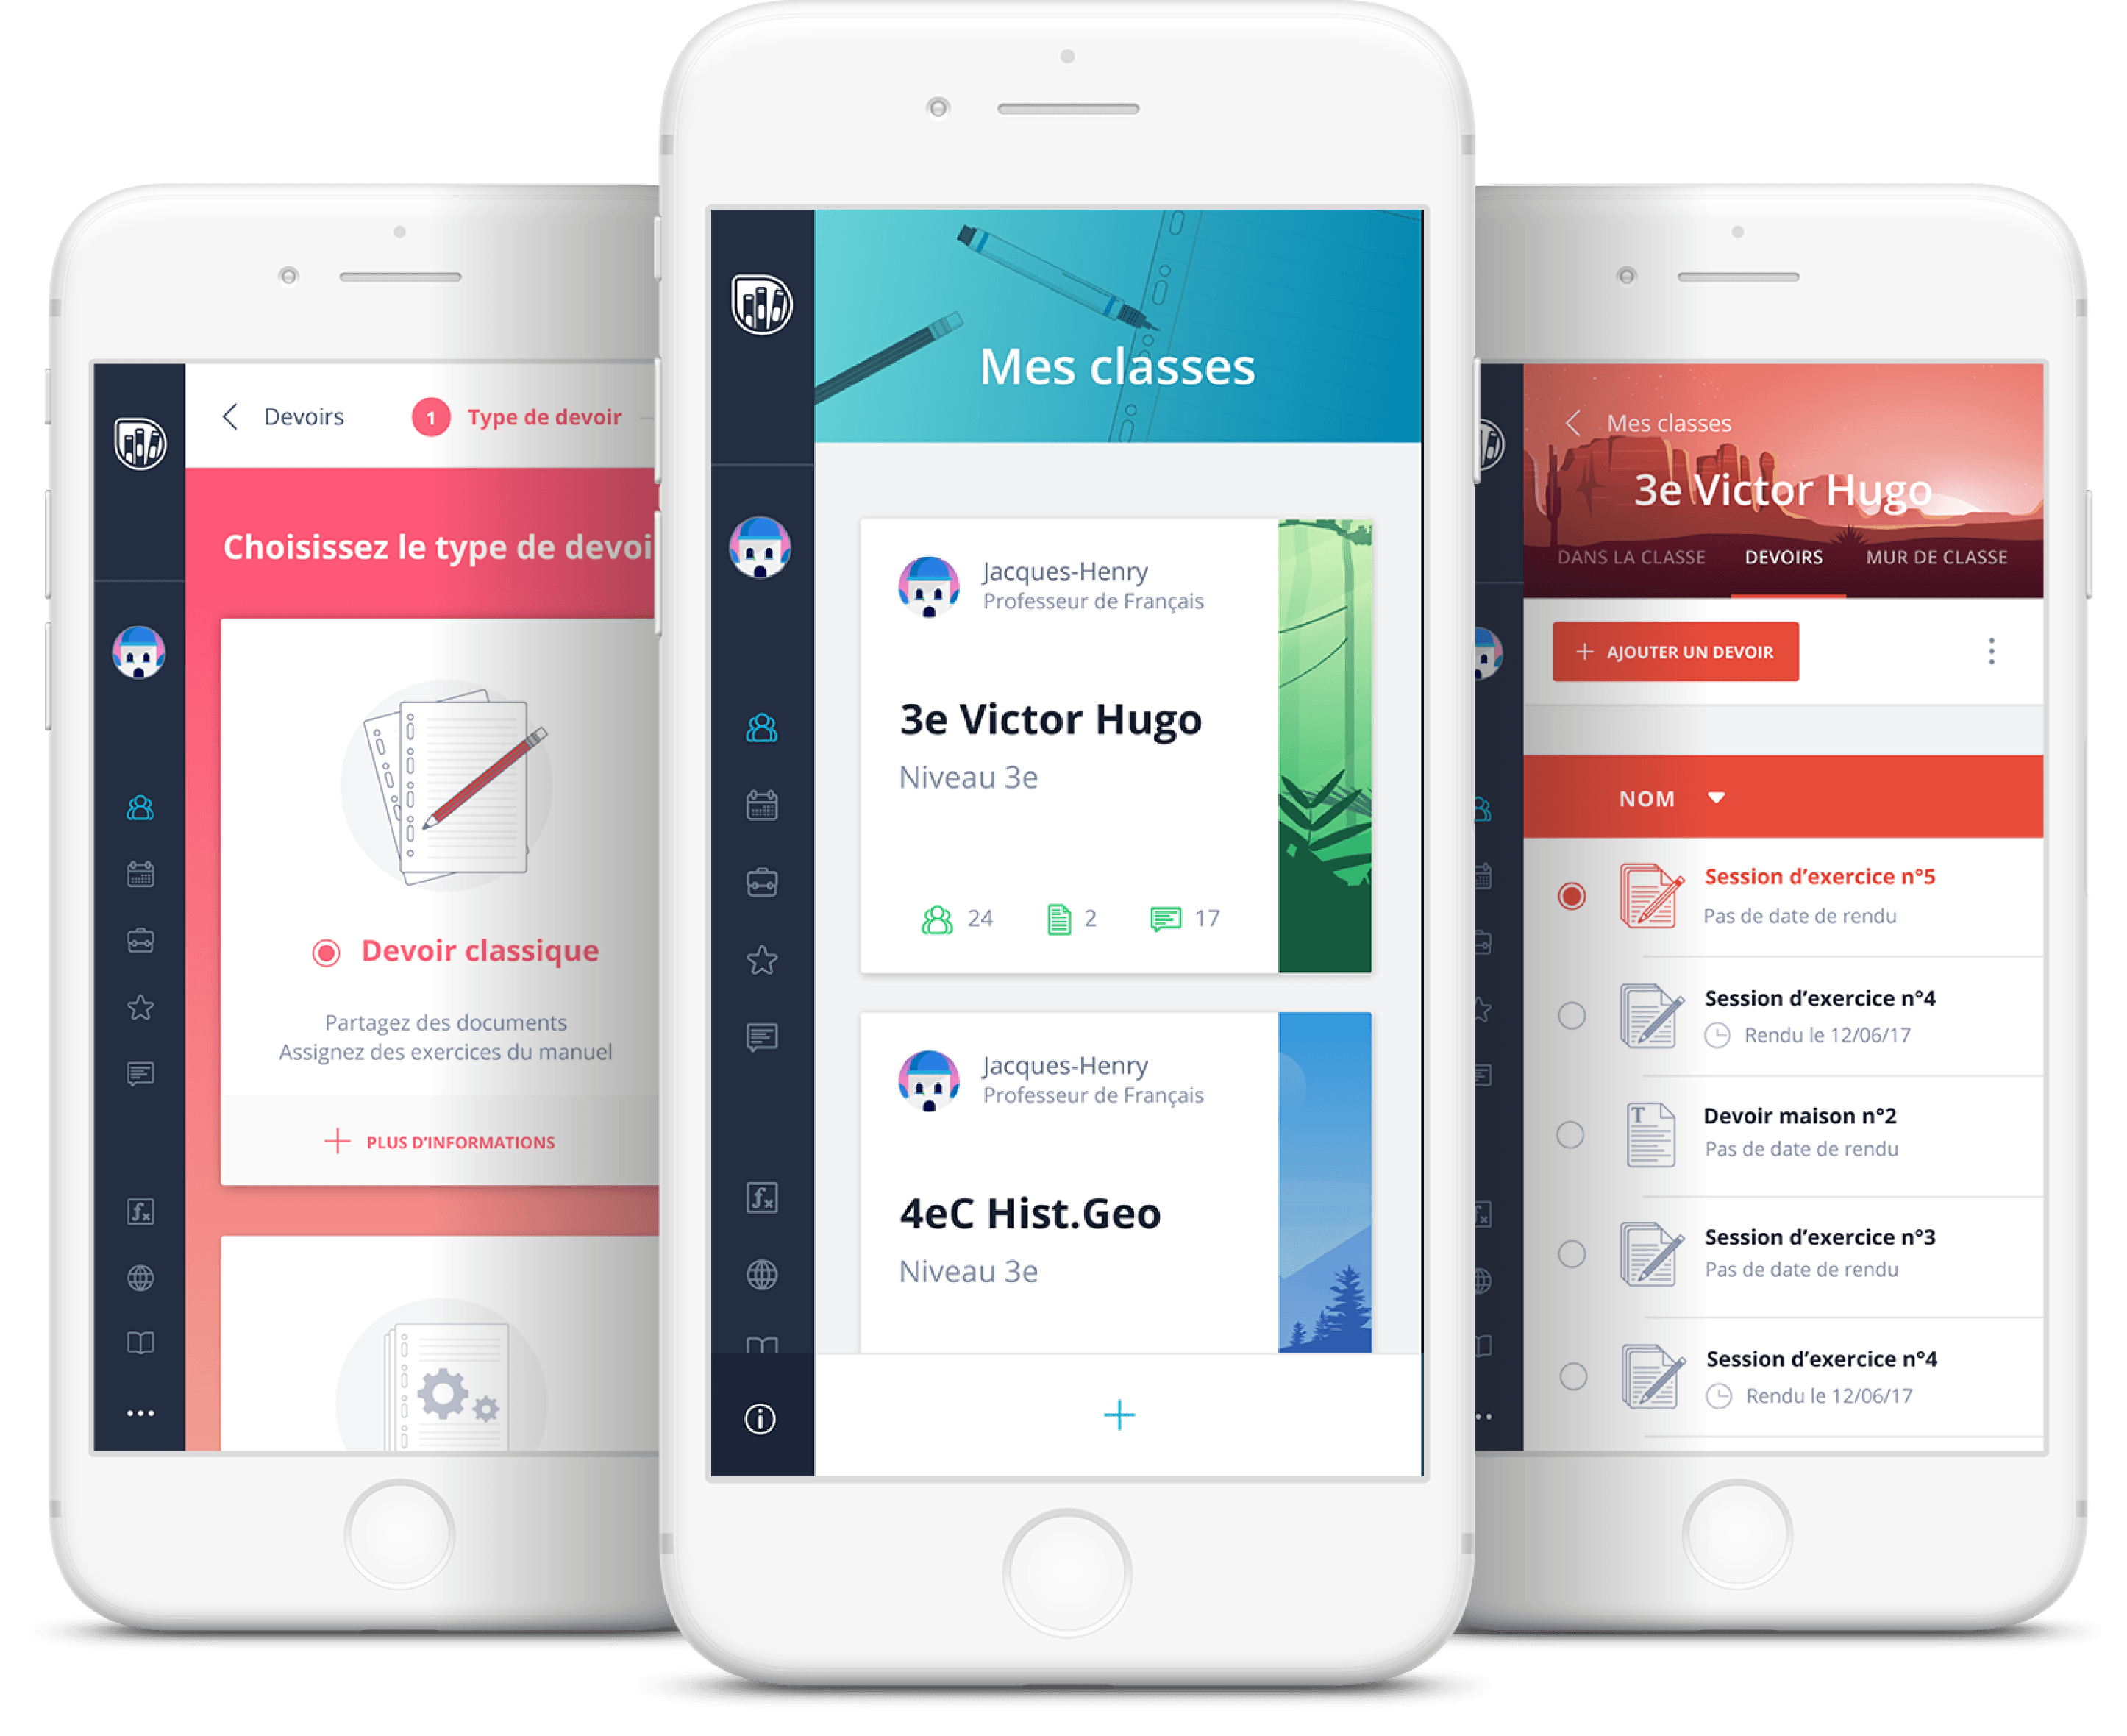 Devoirs
1 Type de devoir
Choisissez le type de devoi
Devoir classique
Partagez des documents
Assignez des exercices du manuel
PLUS D'INFORMATIONS
Mes classes
Jacques-Henry
Professeur de Français
3e Victor Hugo
Niveau 3e
24 2 17
Jacques-Henry
Professeur de Français
4eC Hist.Geo
Niveau 3e
Mes classes
3e Victor Hugo
DANS LA CLASSE DEVOIRS MUR DE CLASSE
+ AJOUTER UN DEVOIR
NOM
Session d'exercice n°5
Pas de date de rendu
Session d'exercice n°4
Rendu le 12/06/17
Devoir maison n°2
Pas de date de rendu
Session d'exercice n°3
Pas de date de rendu
Session d'exercice n°4
Rendu le 12/06/17